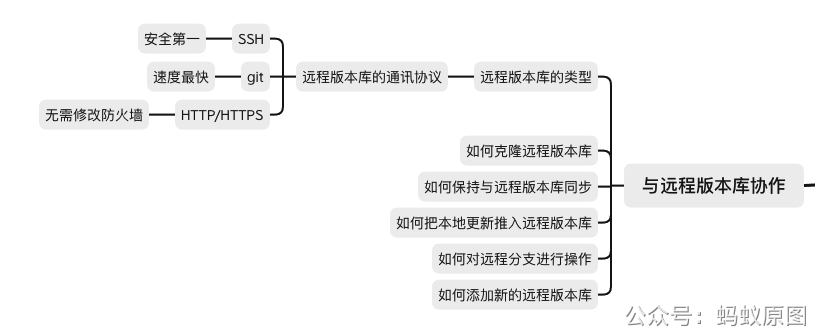 安全第一
SSH
速度最快
git
远程版本库的通讯协议
远程版本库的类型
无需修改防火墙
HTTP/HTTPS
如何克隆远程版本库
如何保持与远程版本库同步
与远程版本库协作
如何把本地更新推入远程版本库
如何对远程分支进行操作
如何添加新的远程版本库
公众号：蚂蚁原图